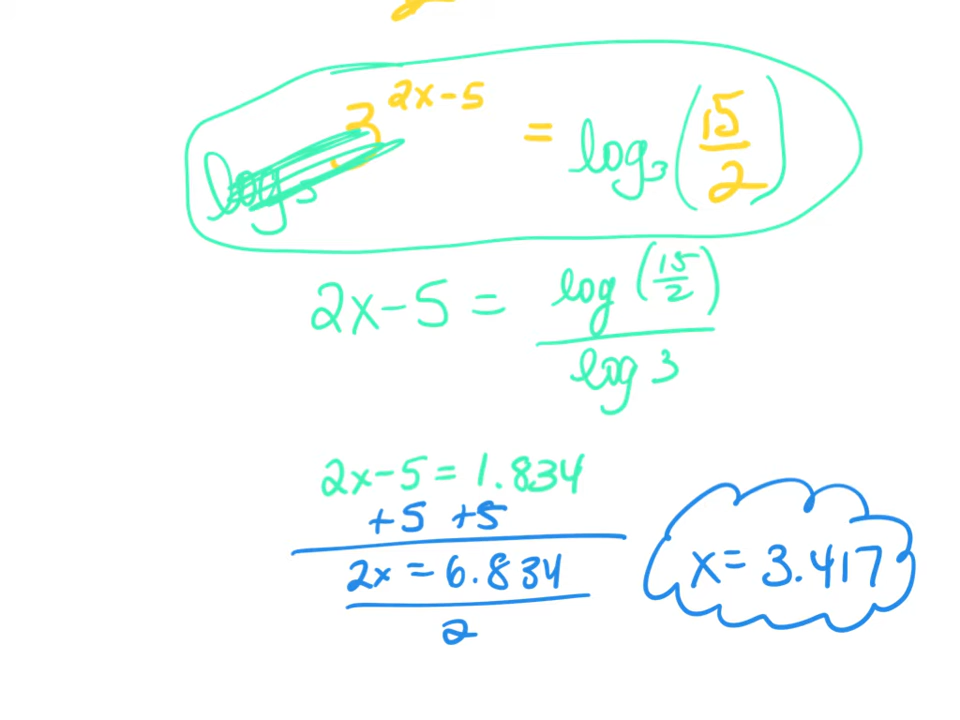 log₃ 3^(2x-5) = log₃ (15/2)
2x-5 = log (15/2) / log 3
2x-5 = 1.834
+5 +5
2x = 6.834
2
x = 3.417